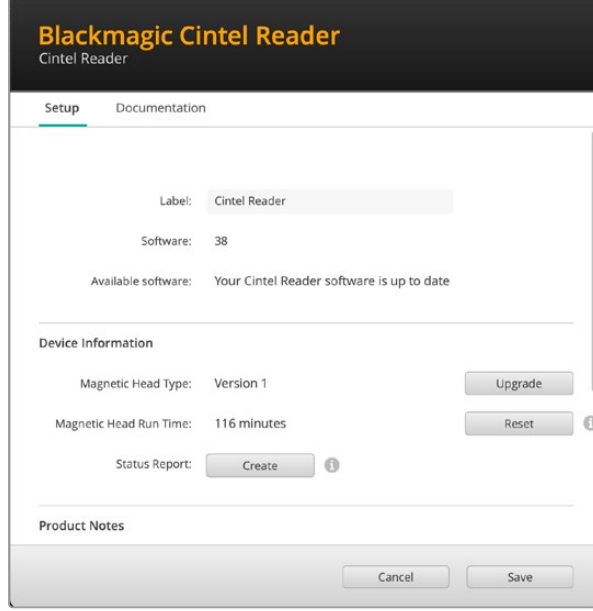 Blackmagic Cintel Reader
Cintel Reader
Setup Documentation
Label: Cintel Reader
Software: 38
Available software: Your Cintel Reader software is up to date
Device Information
Magnetic Head Type: Version 1 Upgrade
Magnetic Head Run Time: 116 minutes Reset
Status Report: Create
Product Notes
Cancel Save